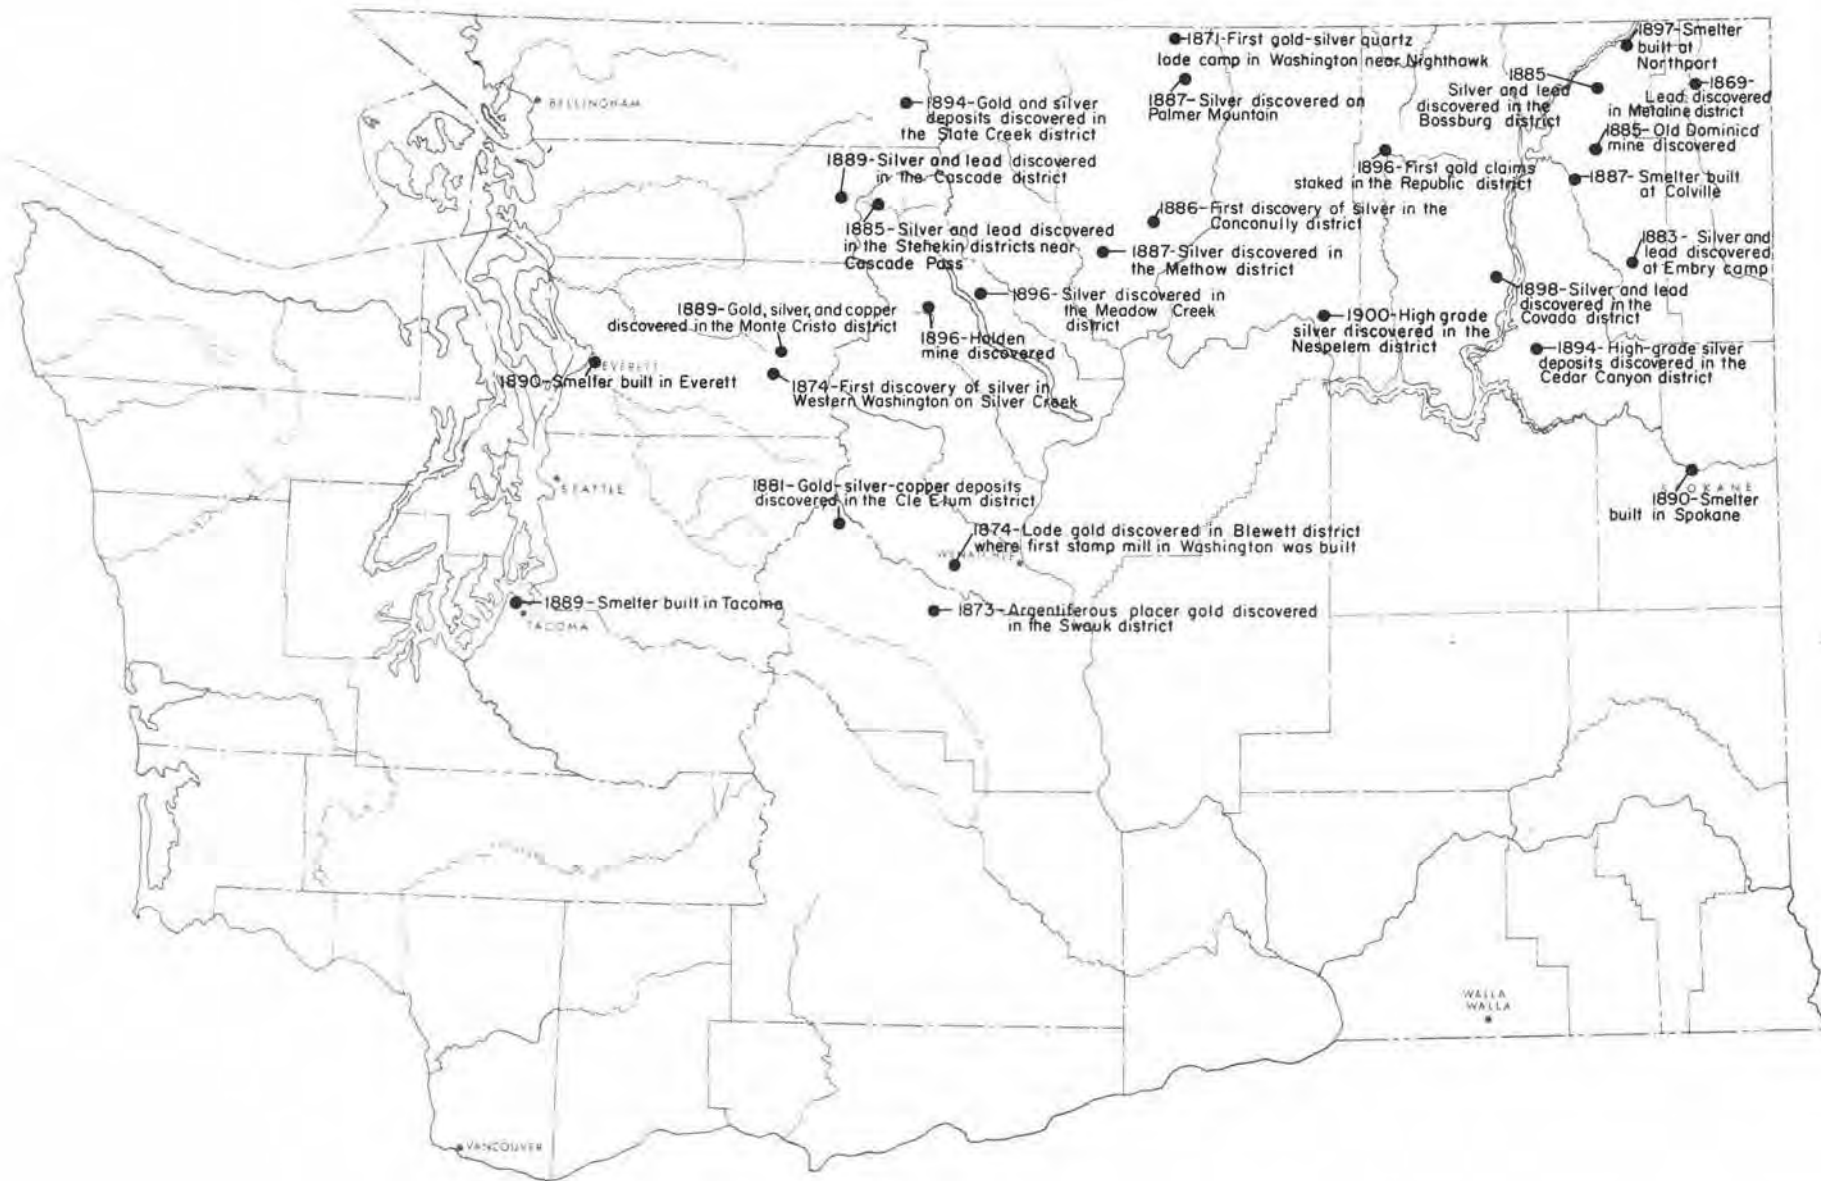 1871-First gold-silver quartz
lode camp in Washington near Nighthawk
1897-Smelter
built at
Northport
1885
Silver and lead
discovered in the
Bossburg district
1869-
Lead discovered
in Metaline district
BELLINGHAM
1894-Gold and silver
deposits discovered in
the Slate Creek district
1887-Silver discovered on
Palmer Mountain
1885-Old Dominicd
mine discovered
1889-Silver and lead discovered
in the Cascade district
1896-First gold claims
staked in the Republic district
1887-Smelter built
at Colville
1885-Silver and lead discovered
in the Stehekin districts near
Cascade Pass
1886-First discovery of silver in the
Conconully district
1887-Silver discovered in
the Methow district
1883-Silver and
lead discovered
at Embry camp
1889-Gold, silver, and copper
discovered in the Monte Cristo district
1896-Holden
mine discovered
1896-Silver discovered in
the Meadow Creek
district
1900-High grade
silver discovered in the
Nespelem district
1898-Silver and lead
discovered in the
Covada district
1894-High-grade silver
deposits discovered in the
Cedar Canyon district
EVERETT
1890-Smelter built in Everett
1874-First discovery of silver in
Western Washington on Silver Creek
SEATTLE
1881-Gold-silver-copper deposits
discovered in the Cle Elum district
SPOKANE
1890-Smelter
built in Spokane
1874-Lode gold discovered in Blewett district
where first stamp mill in Washington was built
WENATCHEE
1889-Smelter built in Tacoma
TACOMA
1873-Argentiferous placer gold discovered
in the Swauk district
WALLA
WALLA
VANCOUVER